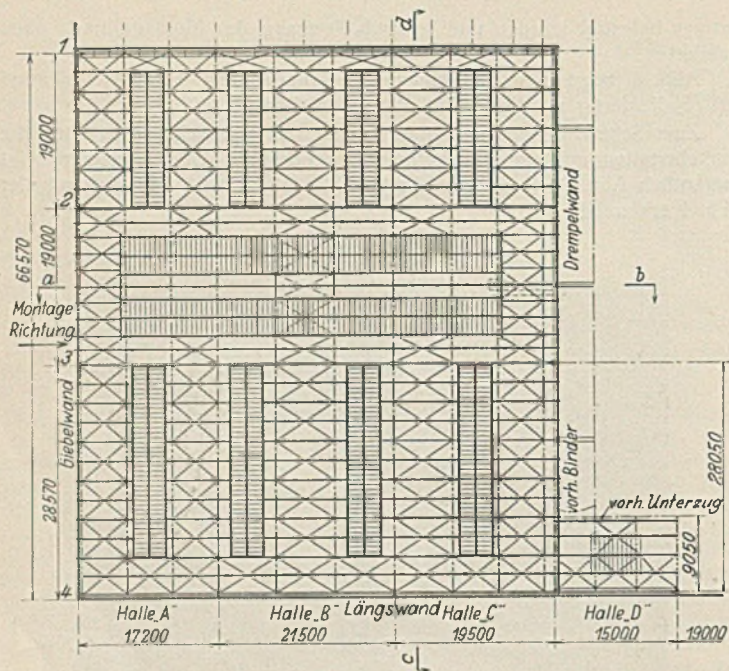 d
1
19000
2
66570
19000
a
b
Montage
Richtung
3
Drempelwand
Giebelwand
28570
28050
vorh. Binder
vorh. Unterzug
9050
4
Halle „A“
Halle „B“
Längswand
Halle „C“
Halle „D“
17200
21500
19500
15000
19000
c